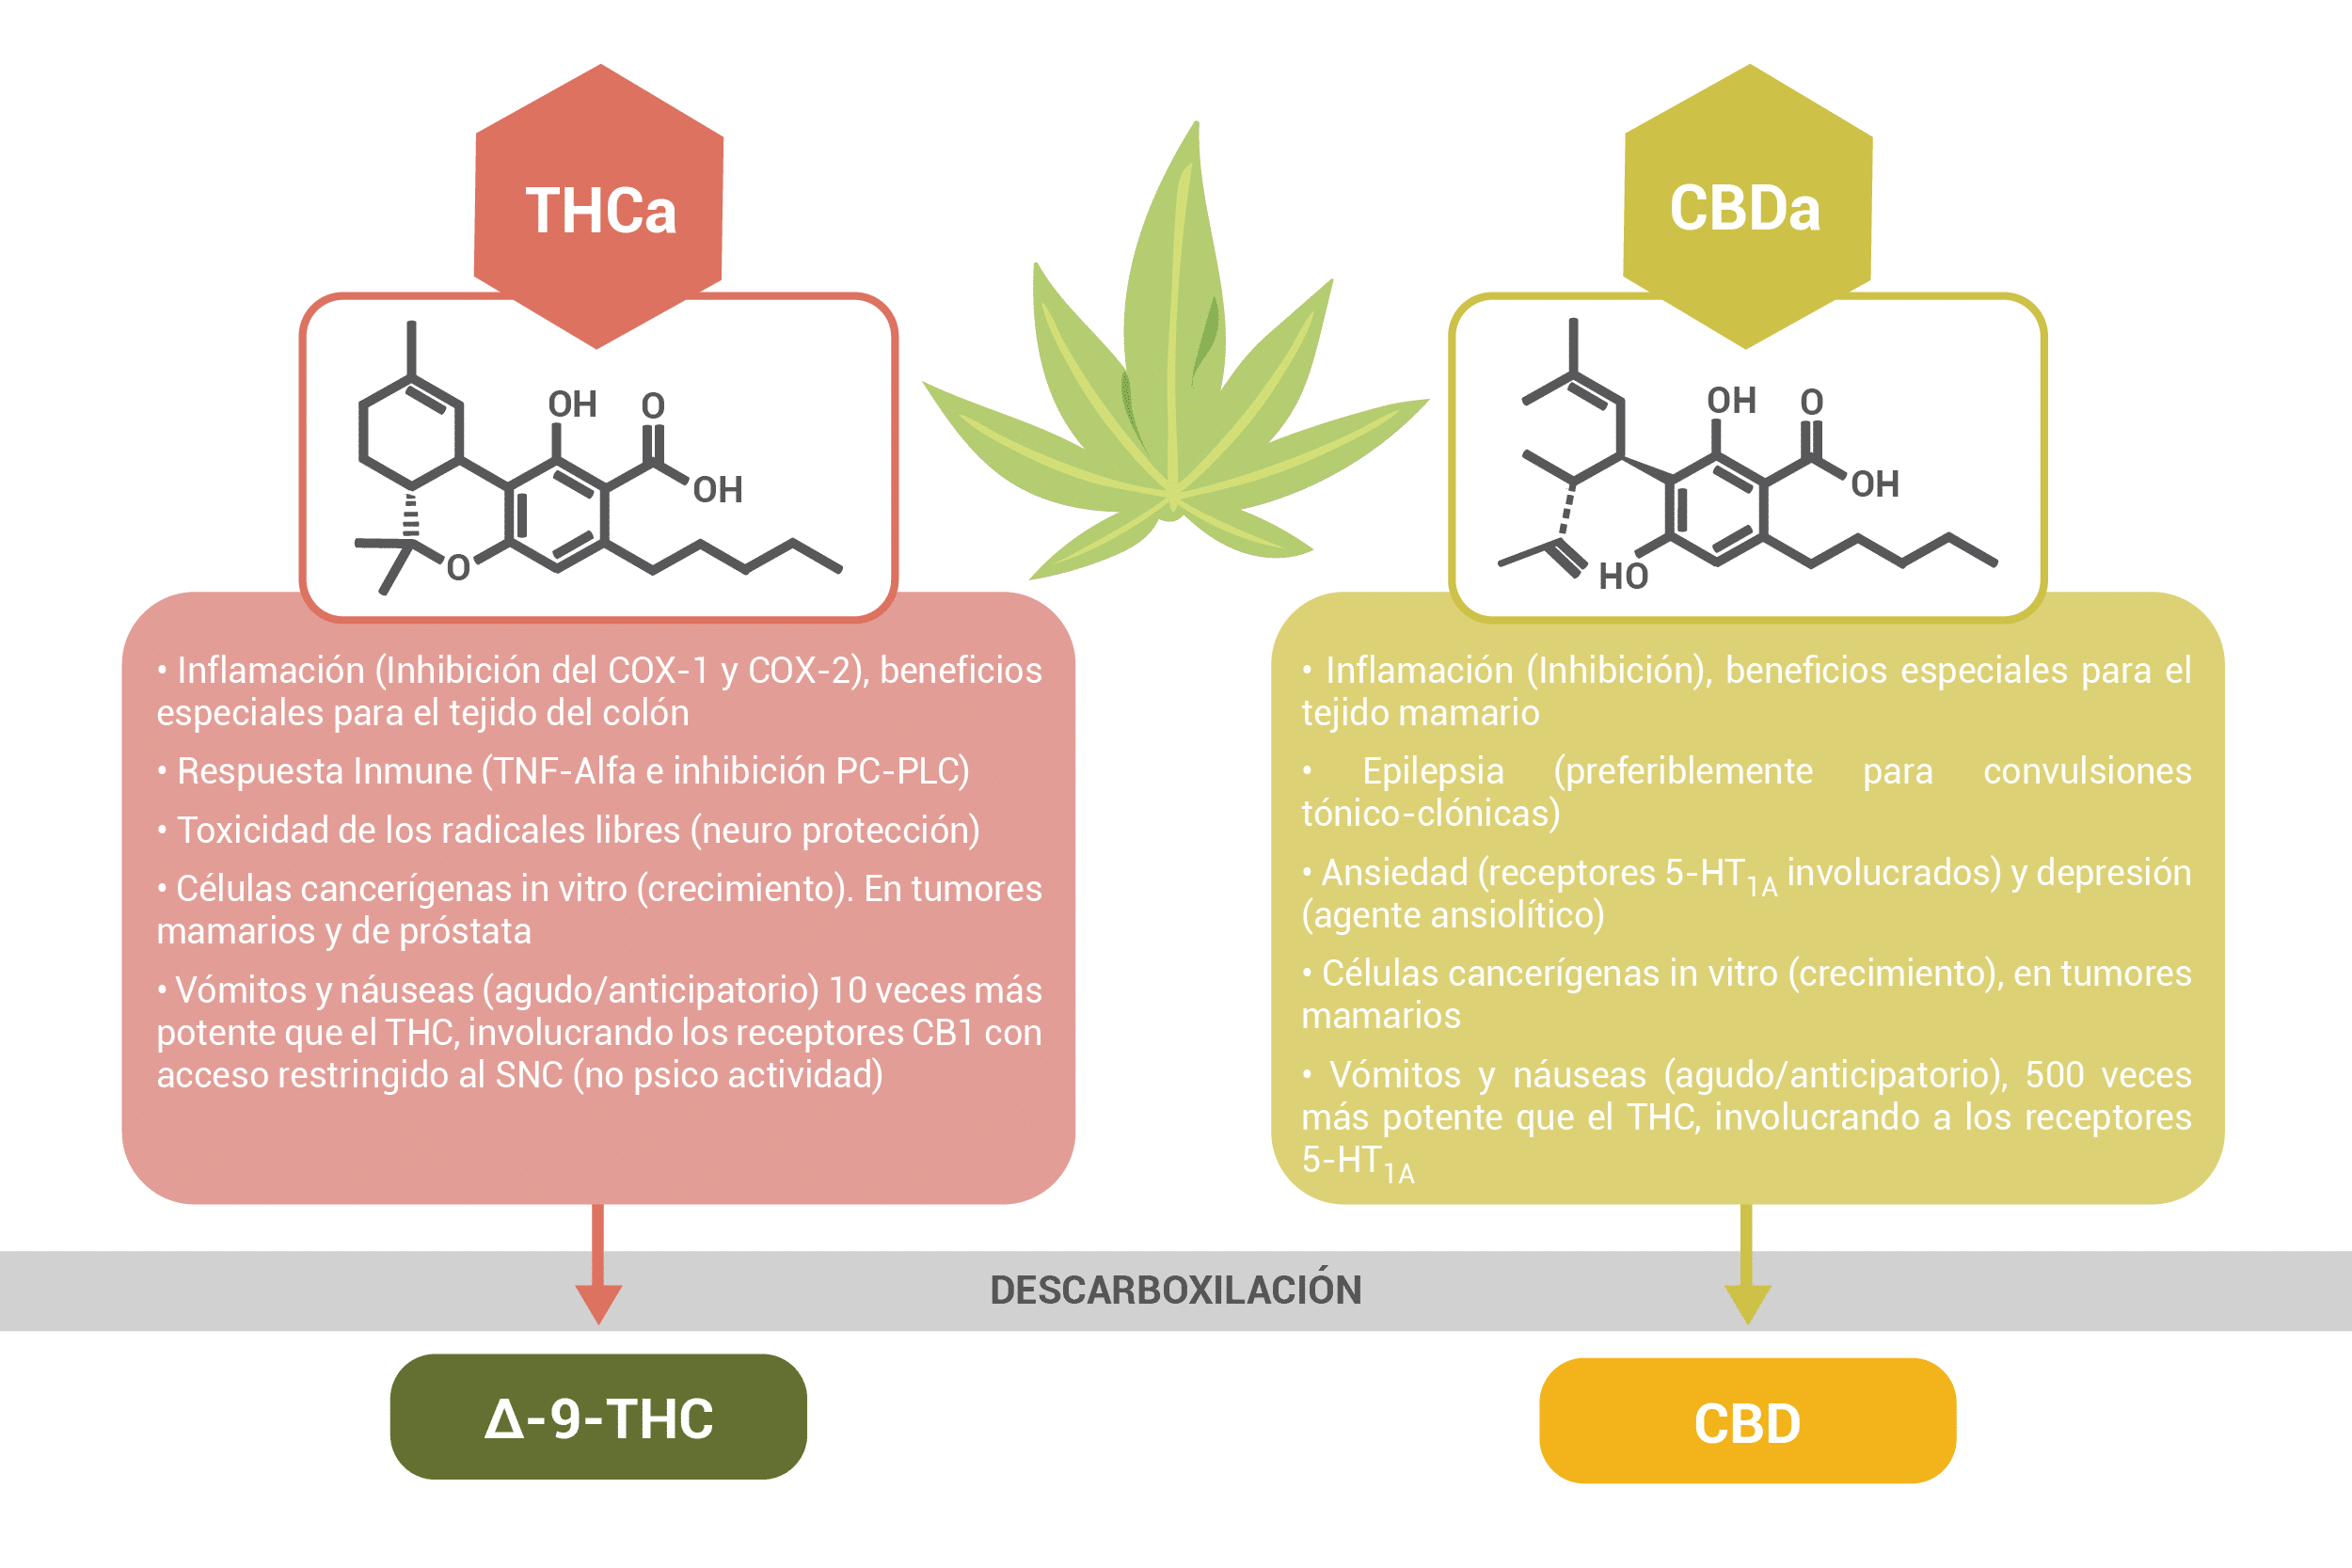 THCa
OH
O
OH
O
• Inflamación (Inhibición del COX-1 y COX-2), beneficios
especiales para el tejido del colón
• Respuesta Inmune (TNF-Alfa e inhibición PC-PLC)
• Toxicidad de los radicales libres (neuro protección)
• Células cancerígenas in vitro (crecimiento). En tumores
mamarios y de próstata
• Vómitos y náuseas (agudo/anticipatorio) 10 veces más
potente que el THC, involucrando los receptores CB1 con
acceso restringido al SNC (no psico actividad)
CBDa
OH
O
OH
HO
• Inflamación (Inhibición), beneficios especiales para el
tejido mamario
• Epilepsia (preferiblemente para convulsiones
tónico-clónicas)
• Ansiedad (receptores 5-HT1A involucrados) y depresión
(agente ansiolítico)
• Células cancerígenas in vitro (crecimiento), en tumores
mamarios
• Vómitos y náuseas (agudo/anticipatorio), 500 veces
más potente que el THC, involucrando a los receptores
5-HT1A
DESCARBOXILACIÓN
Δ-9-THC
CBD